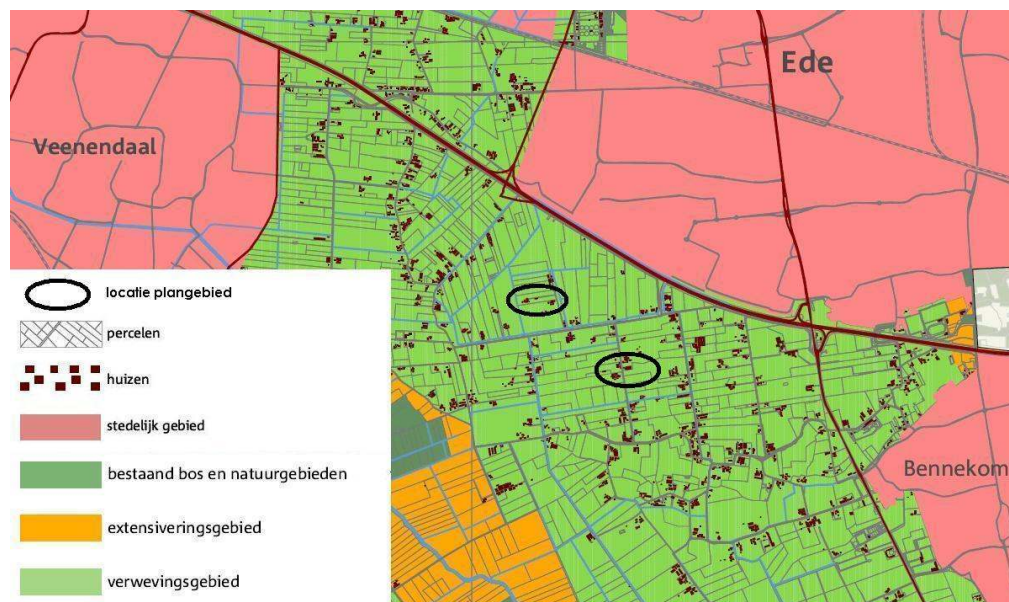 Ede
Veenendaal
Bennekom
locatie plangebied
percelen
huizen
stedelijk gebied
bestaand bos en natuurgebieden
extensiveringsgebied
verwevingsgebied